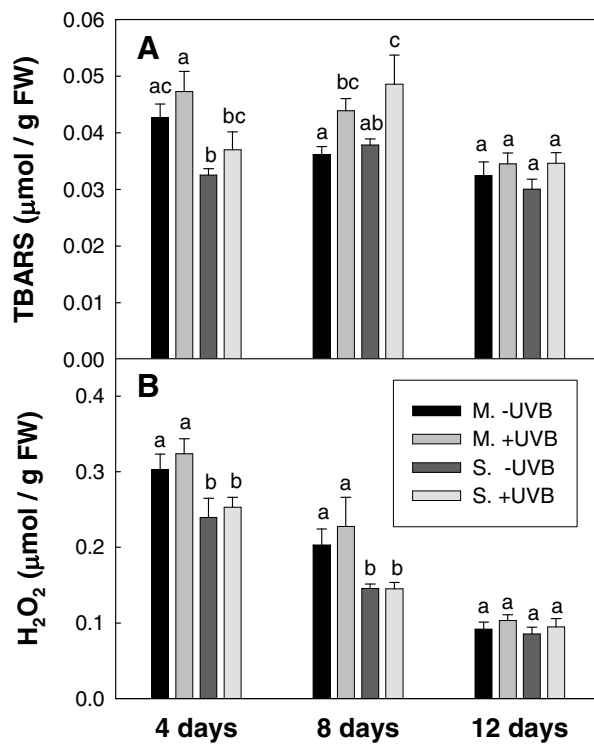 A
TBARS (μmol / g FW)
0.06
0.05
0.04
0.03
0.02
0.01
0.00
ac a b bc
a bc ab c
a a a a
B
H₂O₂ (μmol / g FW)
0.4
0.3
0.2
0.1
0.0
a a b b
a a b b
a a a a
M. -UVB
M. +UVB
S. -UVB
S. +UVB
4 days 8 days 12 days